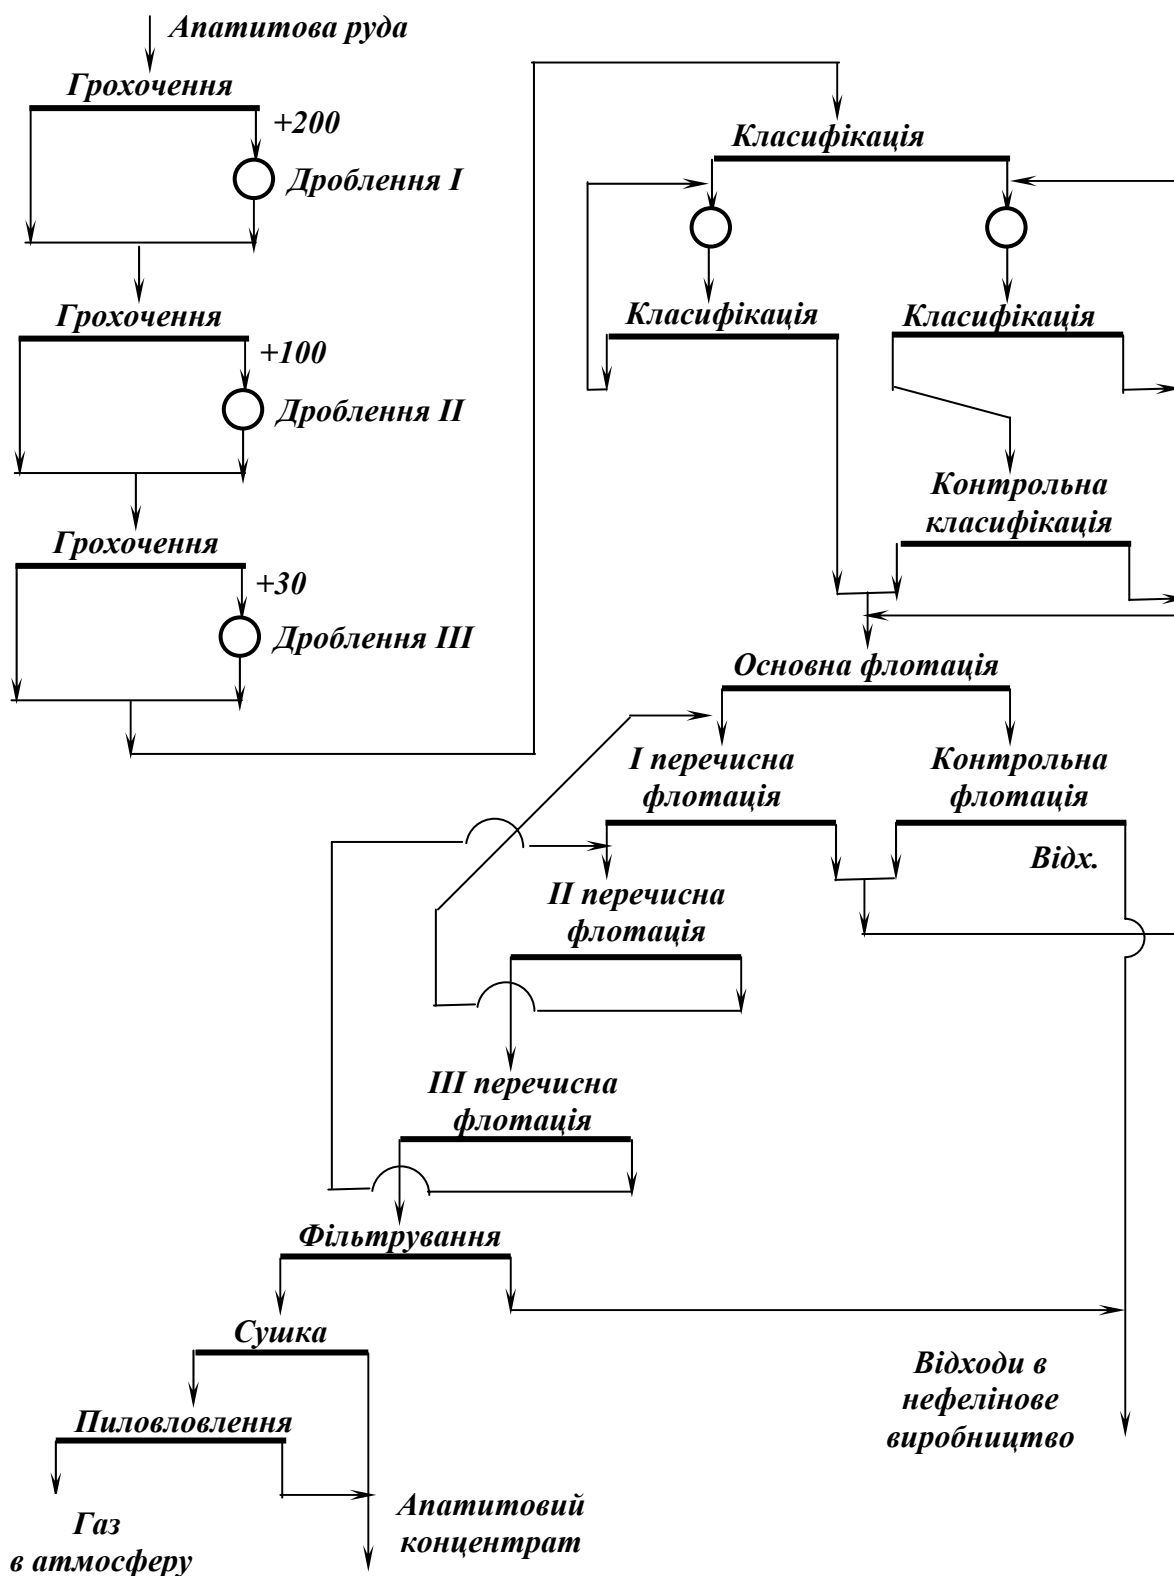 Апатитова руда
Грохочення
+200
Дроблення I
Грохочення
+100
Дроблення II
Грохочення
+30
Дроблення III
Класифікація
Класифікація
Класифікація
Контрольна
класифікація
Основна флотація
I перечисна
флотація
Контрольна
флотація
Відх.
II перечисна
флотація
III перечисна
флотація
Фільтрування
Сушка
Пиловловлення
Газ
в атмосферу
Апатитовий
концентрат
Відходи в
нефелінове
виробництво